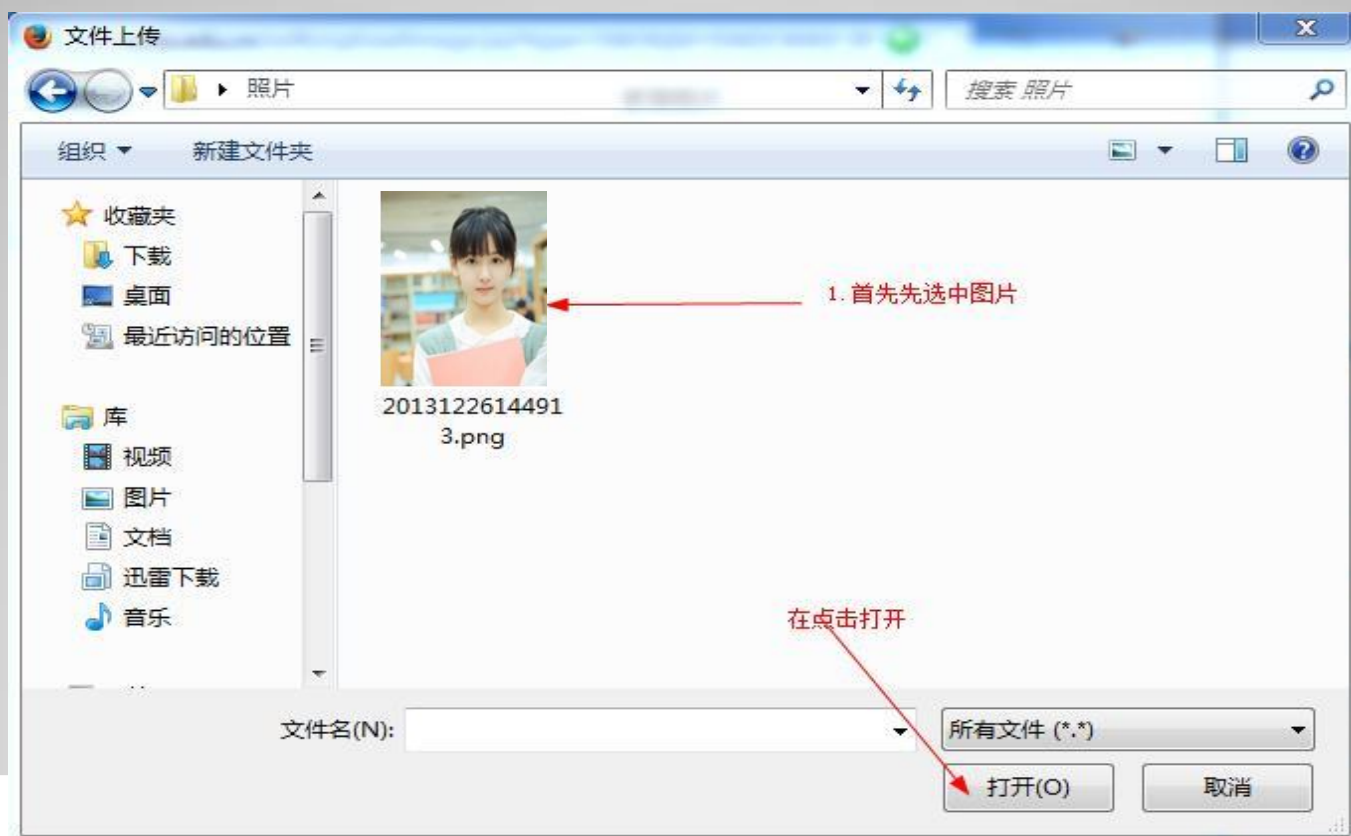 文件上传
照片
搜索 照片
组织
新建文件夹
收藏夹
下载
桌面
最近访问的位置
库
视频
图片
文档
迅雷下载
音乐
2013122614491
3.png
1.首先先选中图片
在点击打开
文件名(N):
所有文件 (*.*)
打开(O)
取消